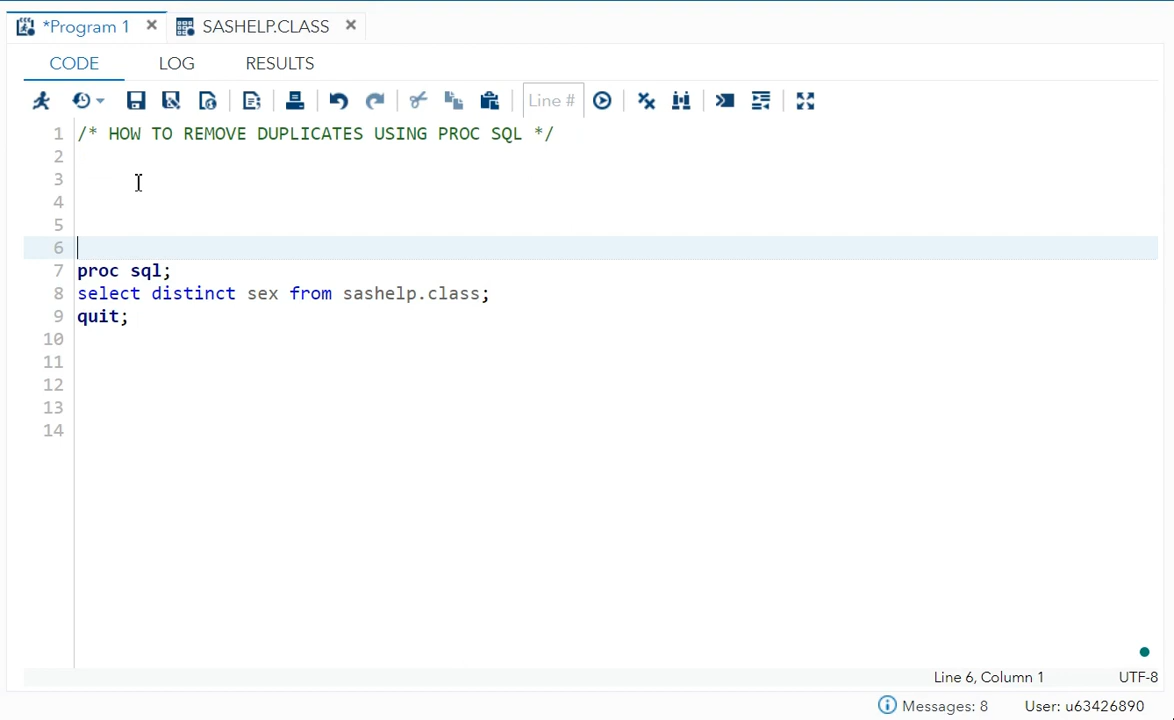 *Program 1 × SASHELP.CLASS ×
CODE LOG RESULTS
Line #
1 /* HOW TO REMOVE DUPLICATES USING PROC SQL */
2
3
4
5
6
7 proc sql;
8 select distinct sex from sashelp.class;
9 quit;
10
11
12
13
14
Line 6, Column 1 UTF-8
Messages: 8 User: u63426890